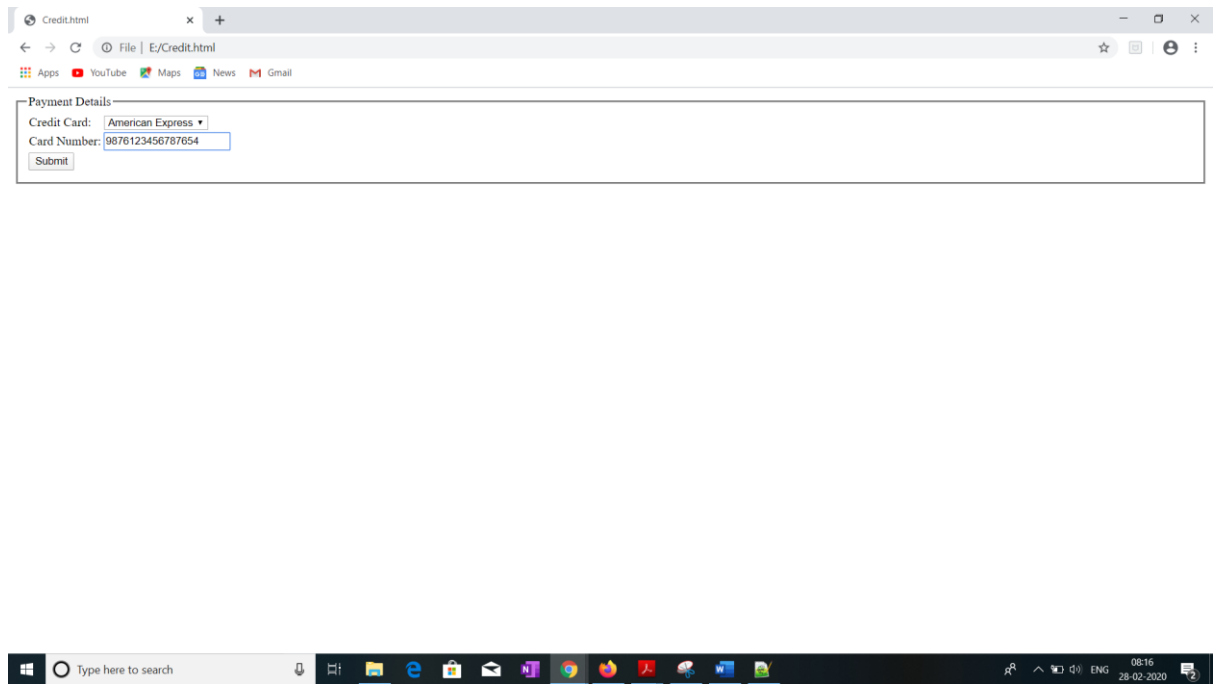 Credit.html
File | E:/Credit.html
Apps YouTube Maps News Gmail
Payment Details
Credit Card: American Express
Card Number: 9876123456787654
Submit
Type here to search
ENG 08:16
28-02-2020
2